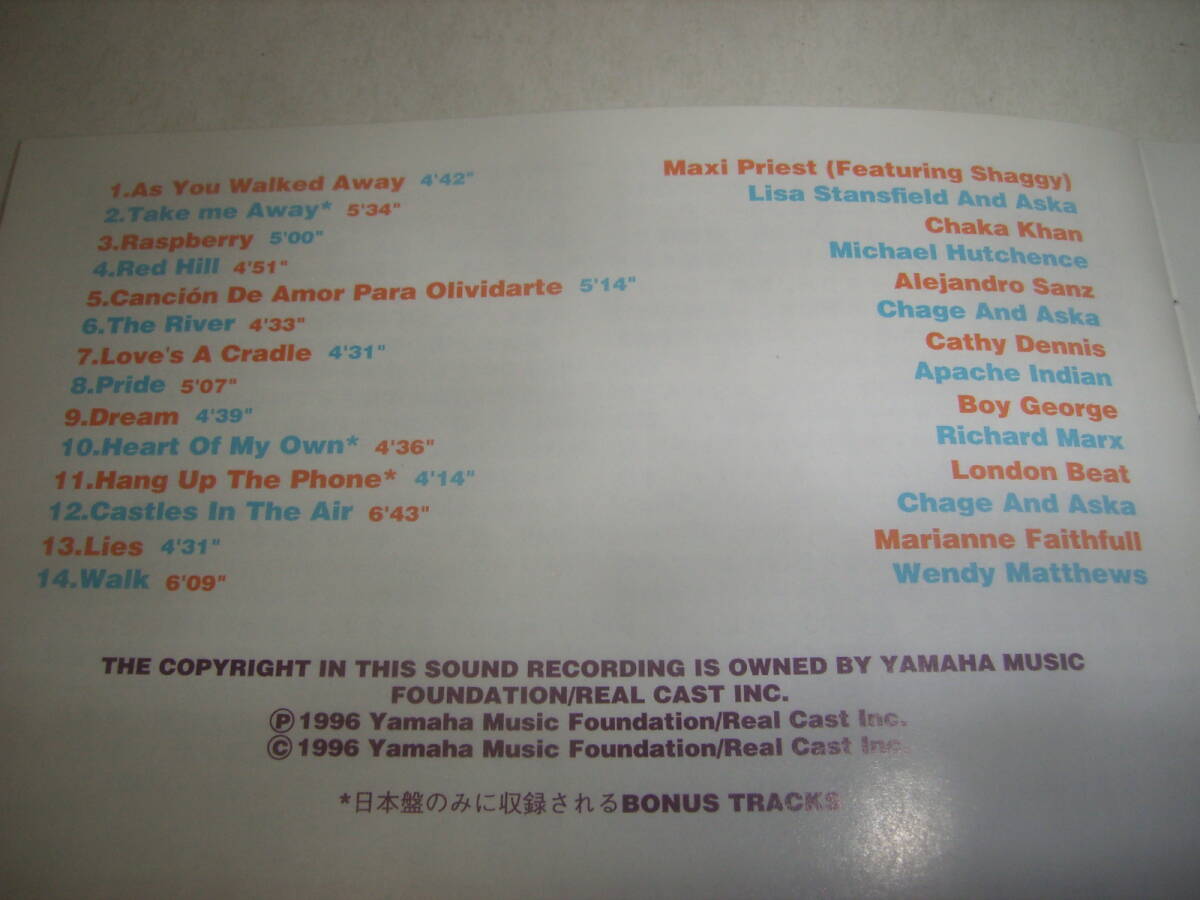 1.As You Walked Away 4'42" Maxi Priest (Featuring Shaggy)
2.Take me Away* 5'34" Lisa Stansfield And Aska
3.Raspberry 5'00" Chaka Khan
4.Red Hill 4'51" Michael Hutchence
5.Canción De Amor Para Olividarte 5'14" Alejandro Sanz
6.The River 4'33" Chage And Aska
7.Love's A Cradle 4'31" Cathy Dennis
8.Pride 5'07" Apache Indian
9.Dream 4'39" Boy George
10.Heart Of My Own* 4'36" Richard Marx
11.Hang Up The Phone* 4'14" London Beat
12.Castles In The Air 6'43" Chage And Aska
13.Lies 4'31" Marianne Faithfull
14.Walk 6'09" Wendy Matthews
THE COPYRIGHT IN THIS SOUND RECORDING IS OWNED BY YAMAHA MUSIC
FOUNDATION/REAL CAST INC.
Ⓟ 1996 Yamaha Music Foundation/Real Cast Inc.
© 1996 Yamaha Music Foundation/Real Cast Inc.
*日本盤のみに収録されるBONUS TRACKS